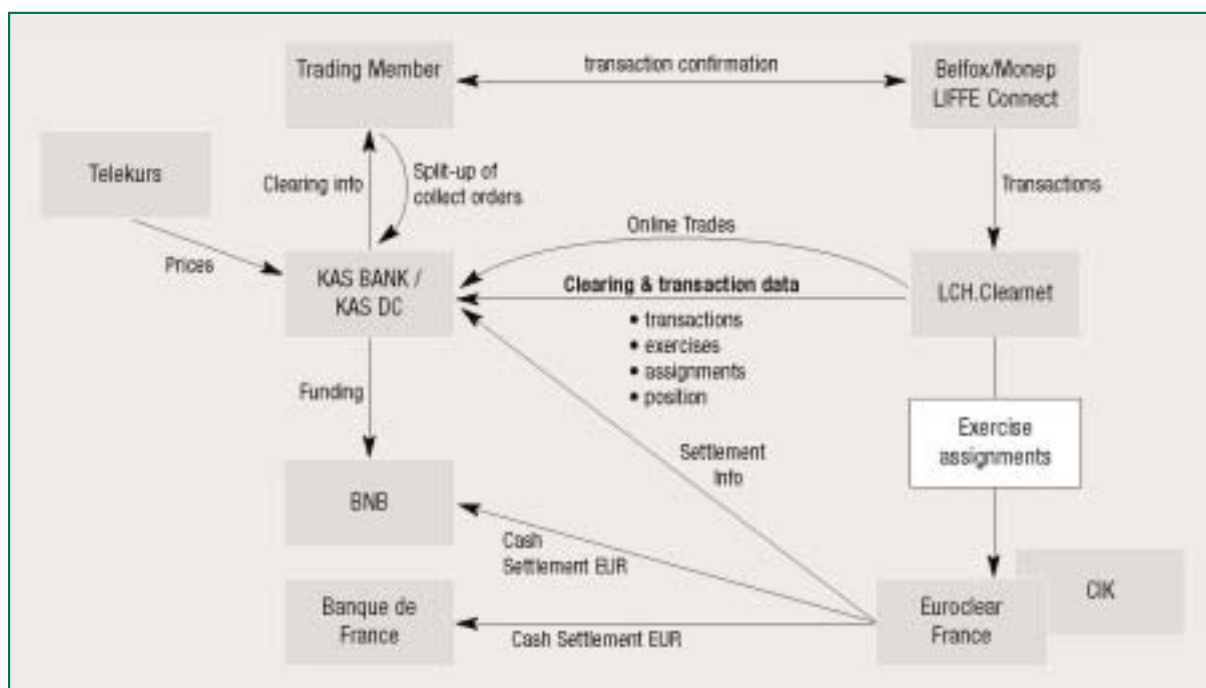 Trading Member
transaction confirmation
Belfox/Monep
LIFFE Connect
Telekurs
Clearing info
Split-up of
collect orders
Transactions
Prices
Online Trades
KAS BANK /
KAS DC
Clearing & transaction data
LCH.Clearnet
• transactions
• exercises
• assignments
• position
Funding
Exercise
assignments
Settlement
Info
BNB
Cash
Settlement EUR
CIK
Banque de
France
Cash Settlement EUR
Euroclear
France